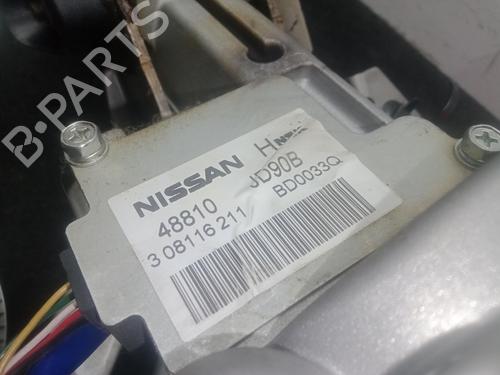 B-PARTS
NISSAN H
48810 JD90B
3 08116 211 BD0033Q